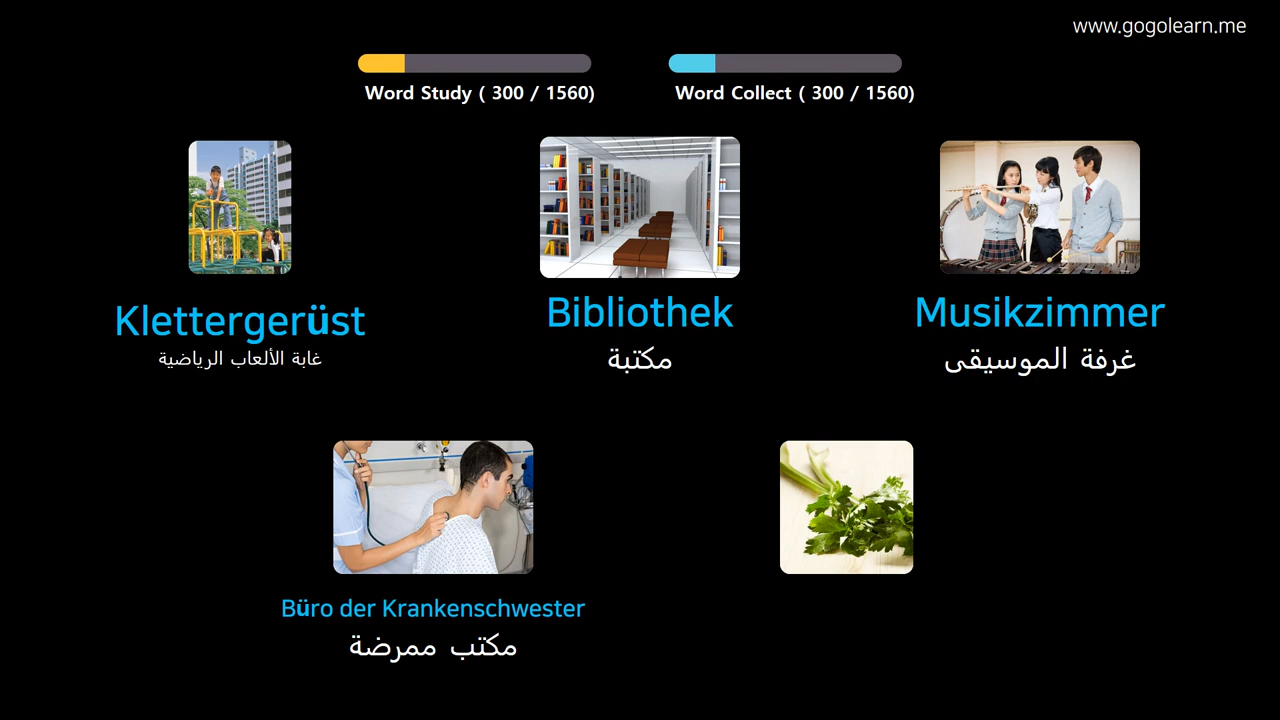 www.gogolearn.me
Word Study ( 300 / 1560)
Word Collect ( 300 / 1560)
Klettergerüst
غابة الألعاب الرياضية
Bibliothek
مكتبة
Musikzimmer
غرفة الموسيقى
Büro der Krankenschwester
مكتب ممرضة